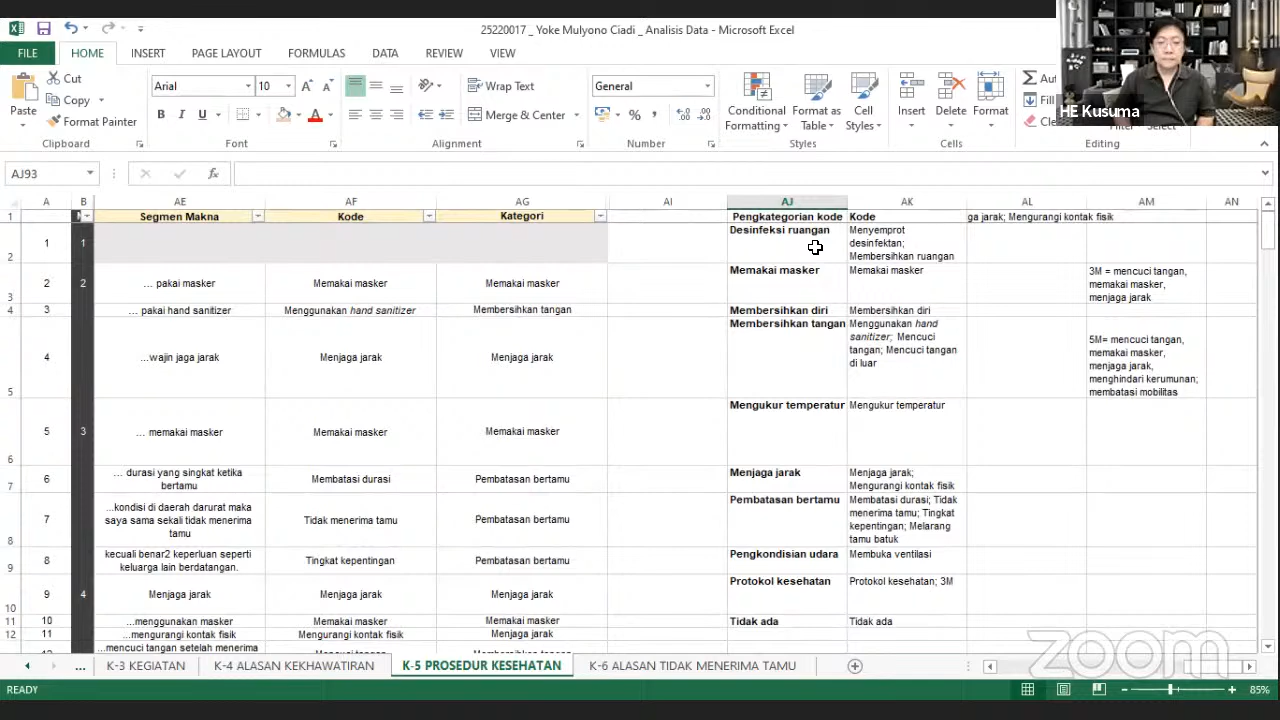 25220017 _ Yoke Mulyono Ciadi _ Analisis Data - Microsoft Excel
FILE HOME INSERT PAGE LAYOUT FORMULAS DATA REVIEW VIEW
Cut
Copy
Format Painter
Paste
Clipboard
Arial 10
B I U
Font
Wrap Text
Merge & Center
Alignment
General
Number
Conditional Formatting
Format as Table
Cell Styles
Styles
Insert Delete Format
Cells
Fill
Editing
HE Kusuma
AJ93
A B AE AF AG AI AJ AK AL AM AN
1 Segmen Makna Kode Kategori Pengkategorian kode Kode ga jarak; Mengurangi kontak fisik
2 1 1 Desinfeksi ruangan Menyemprot desinfektan; Membersihkan ruangan
3 2 2 … pakai masker Memakai masker Memakai masker Memakai masker Memakai masker 3M = mencuci tangan, memakai masker, menjaga jarak
4 3 … pakai hand sanitizer Menggunakan hand sanitizer Membersihkan tangan Membersihkan diri Membersihkan diri
5 4 …wajin jaga jarak Menjaga jarak Menjaga jarak Membersihkan tangan Menggunakan hand sanitizer; Mencuci tangan; Mencuci tangan di luar 5M= mencuci tangan, memakai masker, menjaga jarak, menghindari kerumunan; membatasi mobilitas
6 5 3 … memakai masker Memakai masker Memakai masker Mengukur temperatur Mengukur temperatur
7 6 … durasi yang singkat ketika bertamu Membatasi durasi Pembatasan bertamu Menjaga jarak Menjaga jarak; Mengurangi kontak fisik
8 7 …kondisi di daerah darurat maka saya sama sekali tidak menerima tamu Tidak menerima tamu Pembatasan bertamu Pembatasan bertamu Membatasi durasi; Tidak menerima tamu; Tingkat kepentingan; Melarang tamu batuk
9 8 kecuali benar2 keperluan seperti keluarga lain berdatangan. Tingkat kepentingan Pembatasan bertamu Pengkondisian udara Membuka ventilasi
10 9 4 Menjaga jarak Menjaga jarak Menjaga jarak Protokol kesehatan Protokol kesehatan; 3M
11 10 …menggunakan masker Memakai masker Memakai masker Tidak ada Tidak ada
12 11 …mengurangi kontak fisik Mengurangi kontak fisik Menjaga jarak
…mencuci tangan setelah menerima
... K-3 KEGIATAN K-4 ALASAN KEKHAWATIRAN K-5 PROSEDUR KESEHATAN K-6 ALASAN TIDAK MENERIMA TAMU
zoom
READY 85%